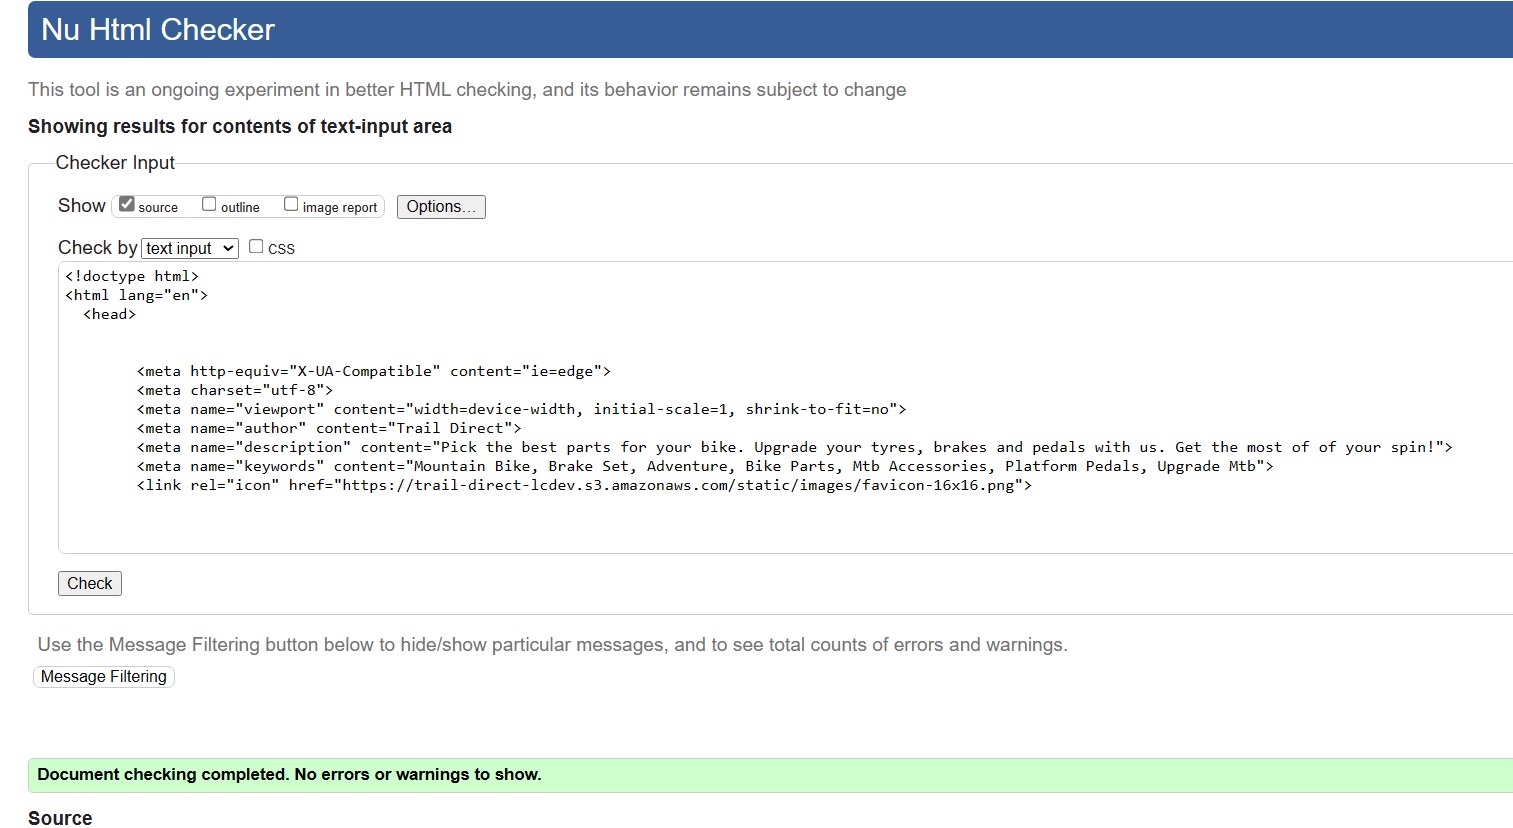 Nu Html Checker
This tool is an ongoing experiment in better HTML checking, and its behavior remains subject to change
Showing results for contents of text-input area
Checker Input
Show source outline image report Options...
Check by text input CSS
<!doctype html>
<html lang="en">
<head>
<meta http-equiv="X-UA-Compatible" content="ie=edge">
<meta charset="utf-8">
<meta name="viewport" content="width=device-width, initial-scale=1, shrink-to-fit=no">
<meta name="author" content="Trail Direct">
<meta name="description" content="Pick the best parts for your bike. Upgrade your tyres, brakes and pedals with us. Get the most of of your spin!">
<meta name="keywords" content="Mountain Bike, Brake Set, Adventure, Bike Parts, Mtb Accessories, Platform Pedals, Upgrade Mtb">
<link rel="icon" href="https://trail-direct-lcdev.s3.amazonaws.com/static/images/favicon-16x16.png">
Check
Use the Message Filtering button below to hide/show particular messages, and to see total counts of errors and warnings.
Message Filtering
Document checking completed. No errors or warnings to show.
Source